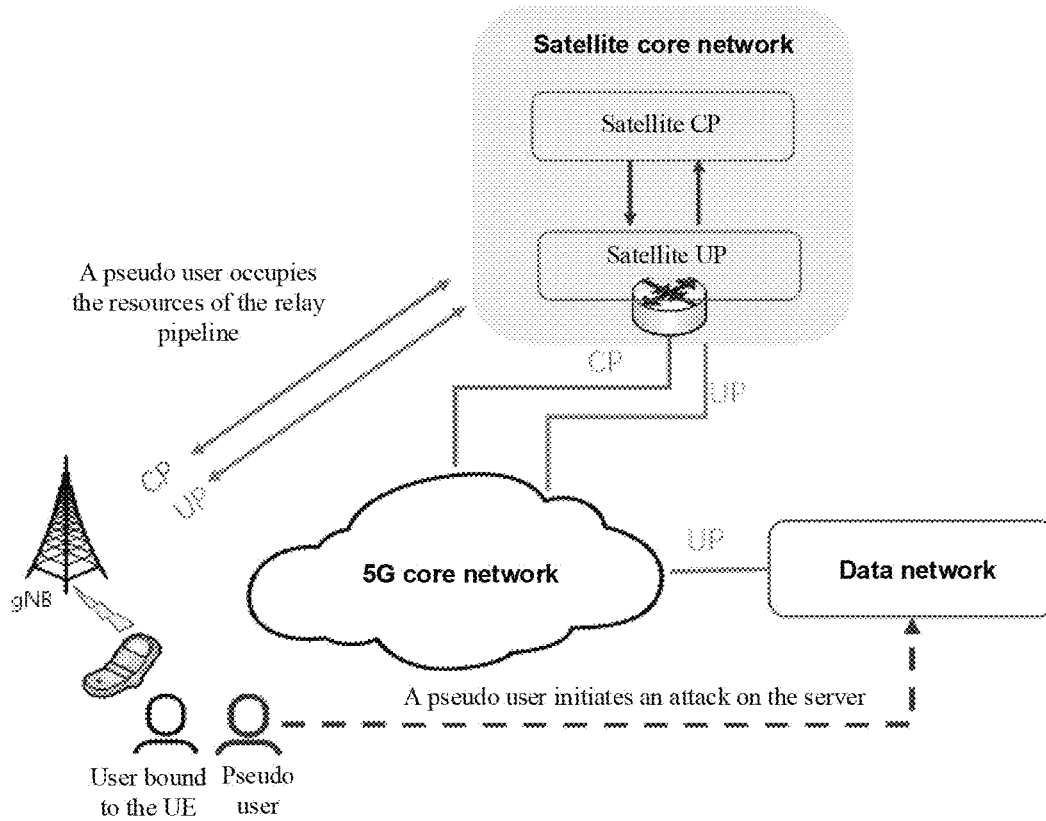 Satellite core network
Satellite CP
Satellite UP
A pseudo user occupies
the resources of the relay
pipeline
CP
UP
CP
UP
gNB
5G core network
UP
Data network
A pseudo user initiates an attack on the server
User bound
to the UE
Pseudo
user